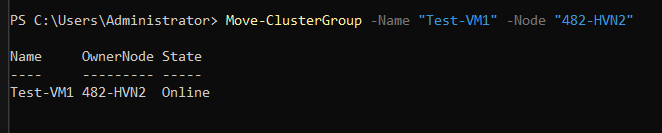 PS C:\Users\Administrator> Move-ClusterGroup -Name "Test-VM1" -Node "482-HVN2"
Name     OwnerNode State
----     --------- -----
Test-VM1 482-HVN2  Online